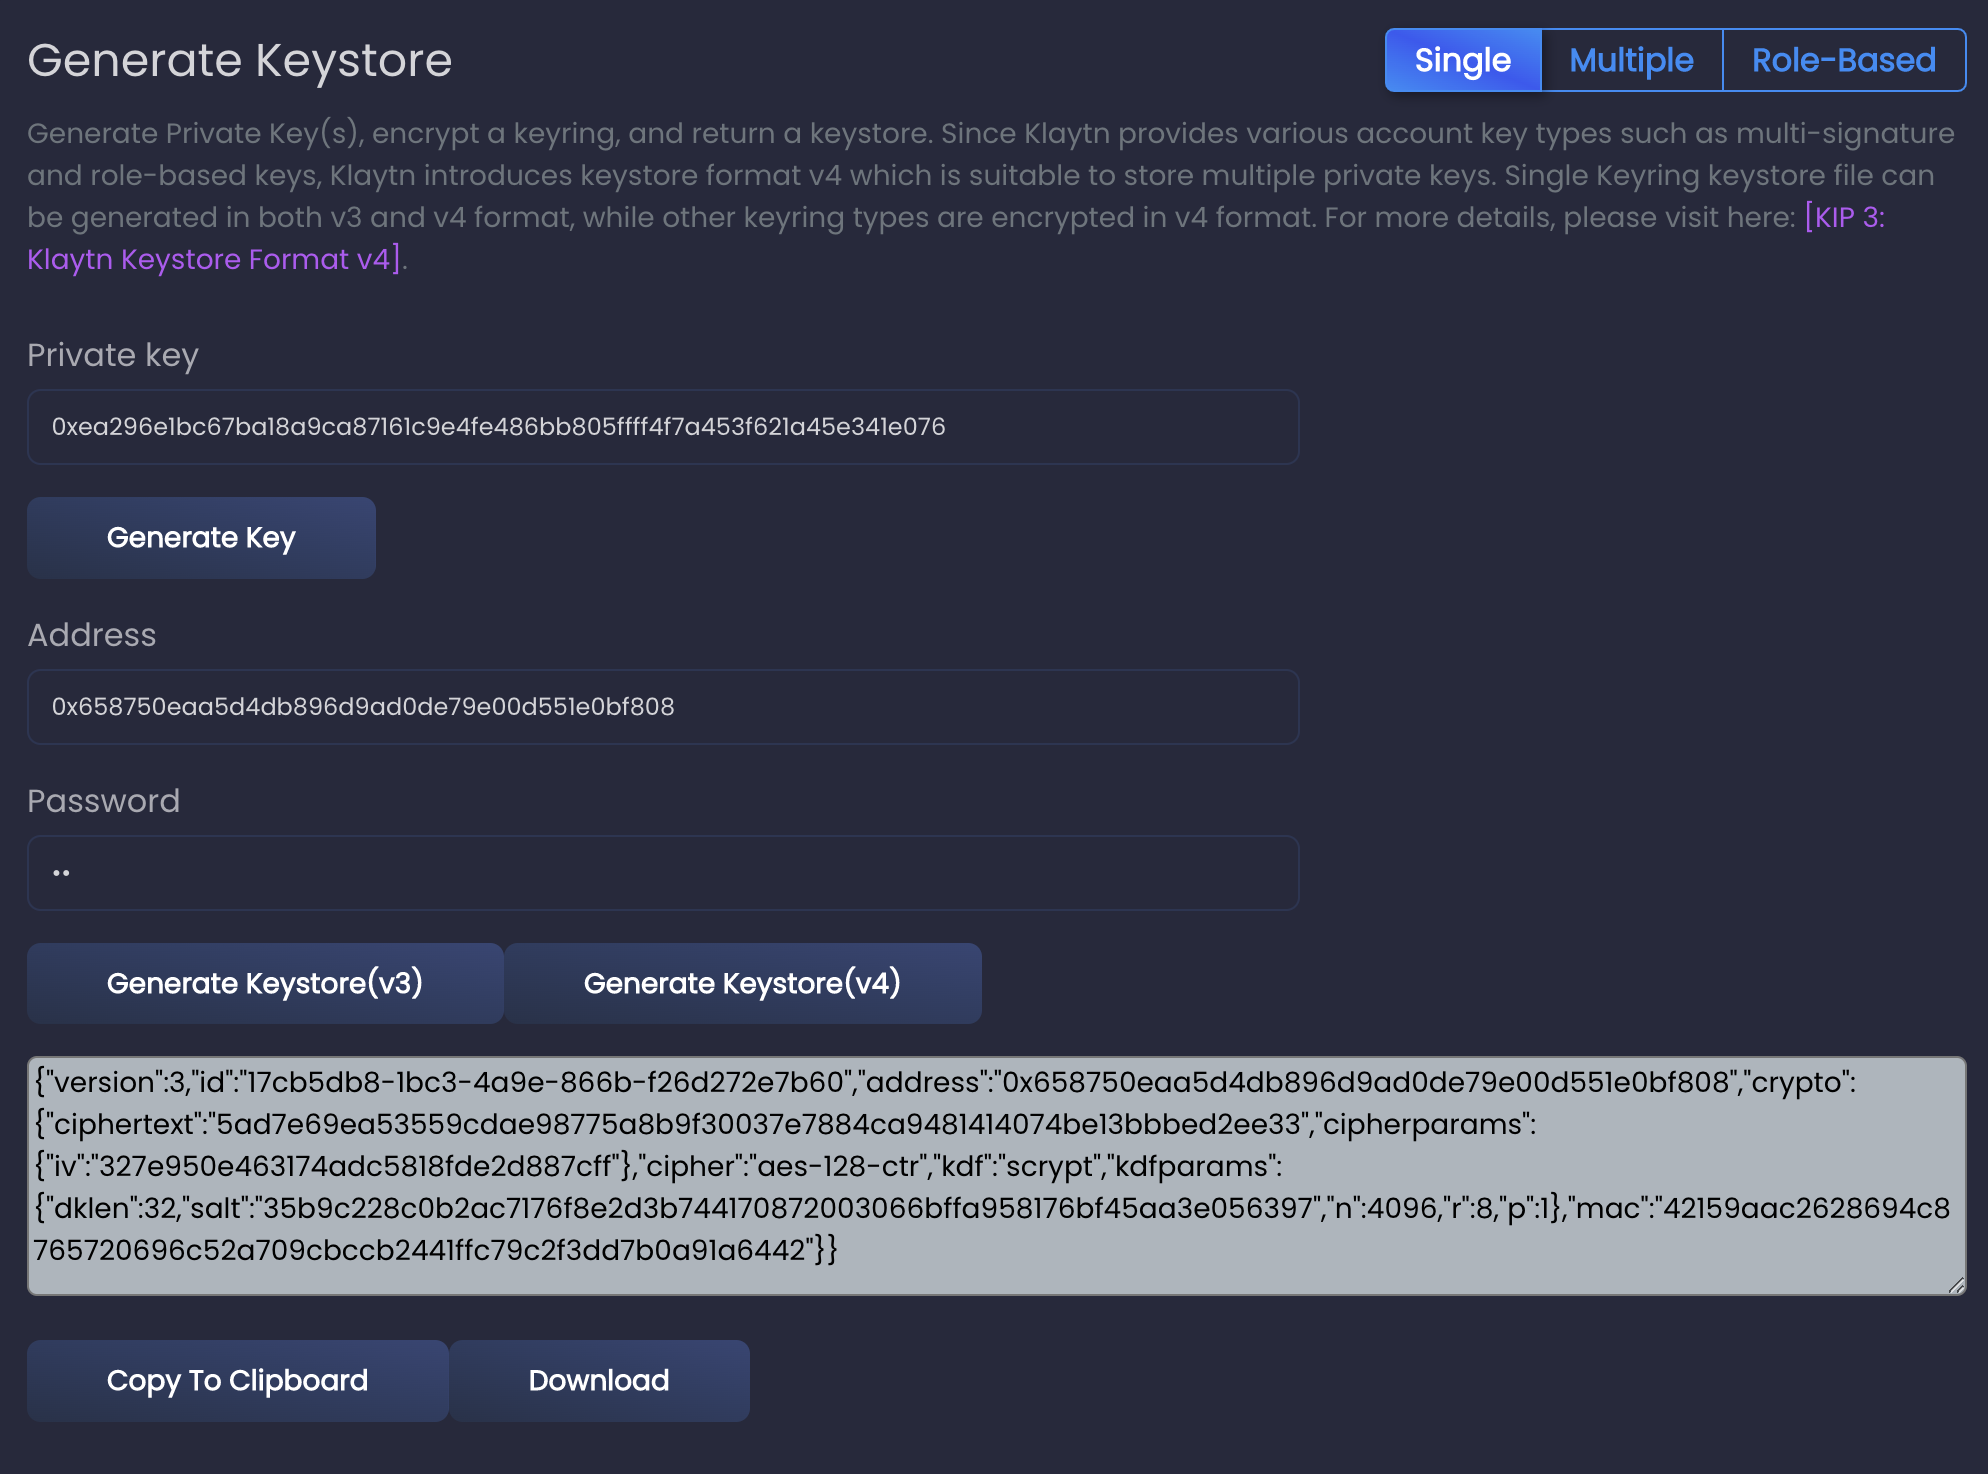 Generate Keystore
Single
Multiple
Role-Based
Generate Private Key(s), encrypt a keyring, and return a keystore. Since Klaytn provides various account key types such as multi-signature
and role-based keys, Klaytn introduces keystore format v4 which is suitable to store multiple private keys. Single Keyring keystore file can
be generated in both v3 and v4 format, while other keyring types are encrypted in v4 format. For more details, please visit here: [KIP 3:
Klaytn Keystore Format v4].
Private key
0xea296e1bc67ba18a9ca87161c9e4fe486bb805ffff4f7a453f621a45e341e076
Generate Key
Address
0x658750eaa5d4db896d9ad0de79e00d551e0bf808
Password
••
Generate Keystore(v3)
Generate Keystore(v4)
{"version":3,"id":"17cb5db8-1bc3-4a9e-866b-f26d272e7b60","address":"0x658750eaa5d4db896d9ad0de79e00d551e0bf808","crypto":
{"ciphertext":"5ad7e69ea53559cdae98775a8b9f30037e7884ca9481414074be13bbbed2ee33","cipherparams":
{"iv":"327e950e463174adc5818fde2d887cff"},"cipher":"aes-128-ctr","kdf":"scrypt","kdfparams":
{"dklen":32,"salt":"35b9c228c0b2ac7176f8e2d3b744170872003066bffa958176bf45aa3e056397","n":4096,"r":8,"p":1},"mac":"42159aac2628694c8
765720696c52a709cbccb2441ffc79c2f3dd7b0a91a6442"}}
Copy To Clipboard
Download